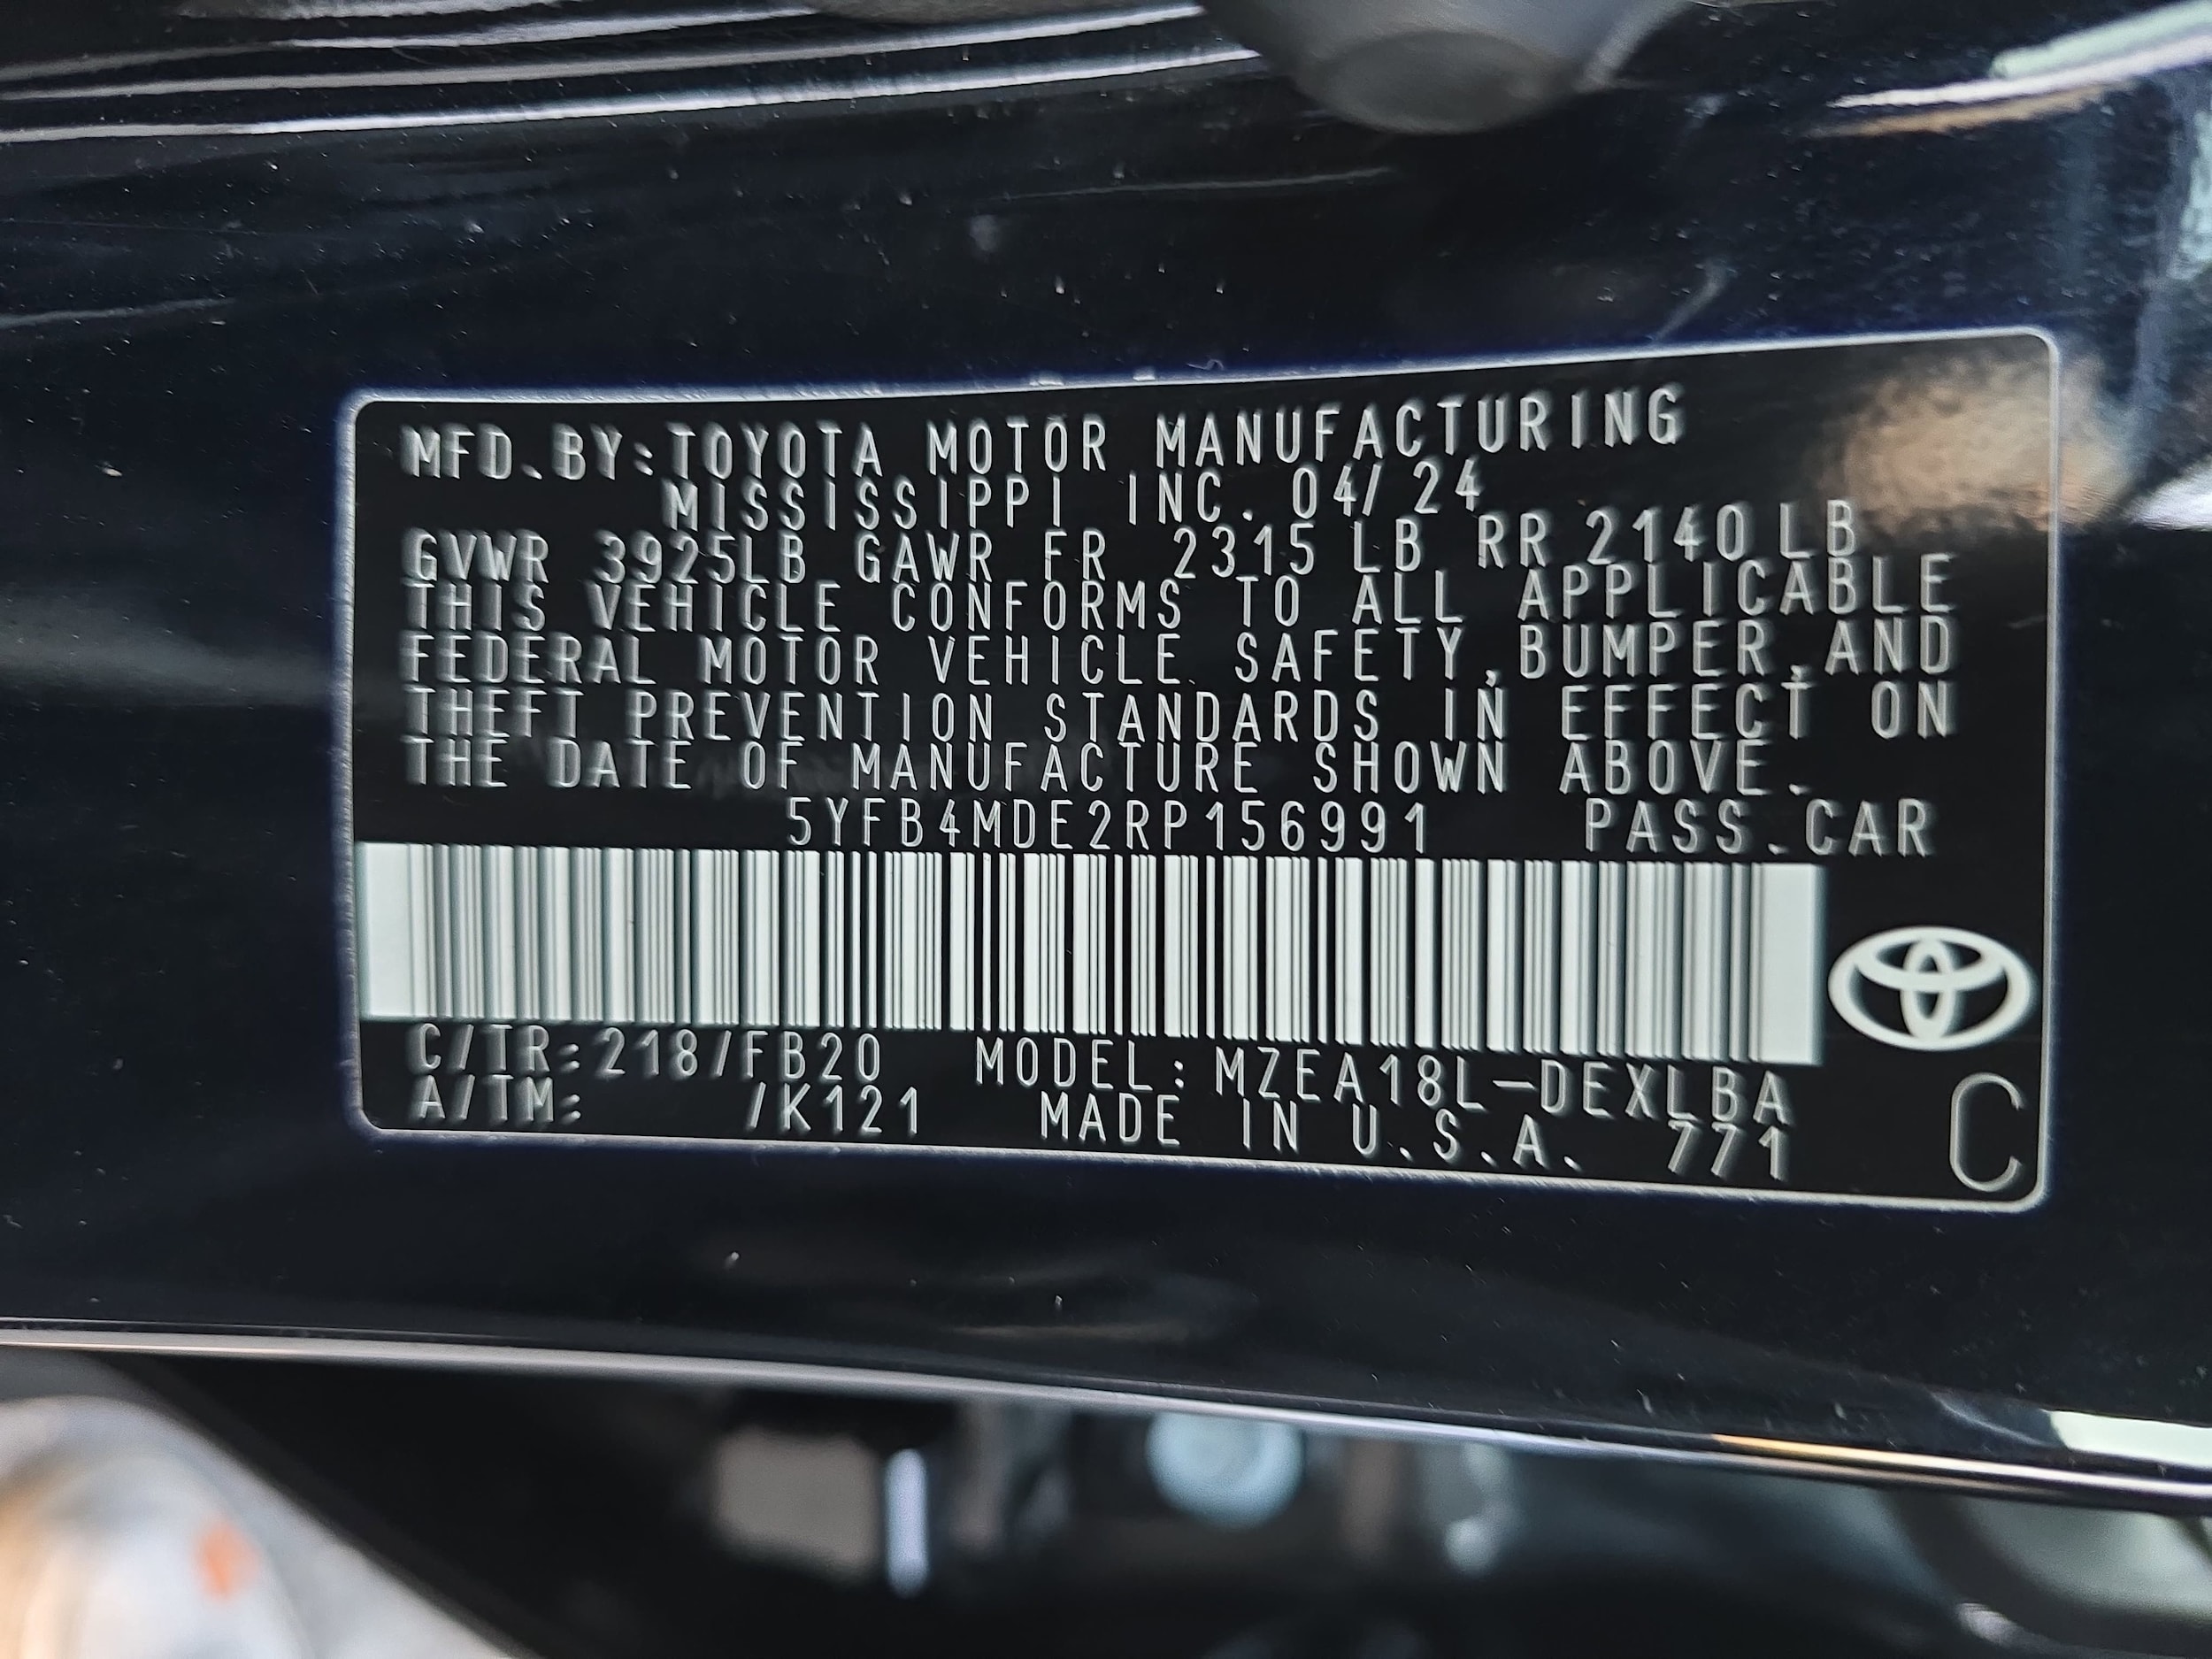 MFD.BY:TOYOTA MOTOR MANUFACTURING
MISSISSIPPI INC. 04/24
GVWR 3925LB GAWR FR 2315 LB RR 2140 LB
THIS VEHICLE CONFORMS TO ALL APPLICABLE
FEDERAL MOTOR VEHICLE SAFETY,BUMPER,AND
THEFT PREVENTION STANDARDS IN EFFECT ON
THE DATE OF MANUFACTURE SHOWN ABOVE.
5YFB4MDE2RP156991 PASS.CAR
C/TR:218/FB20 MODEL:MZEA18L-DEXLBA
A/TM: /K121 MADE IN U.S.A. 771
C